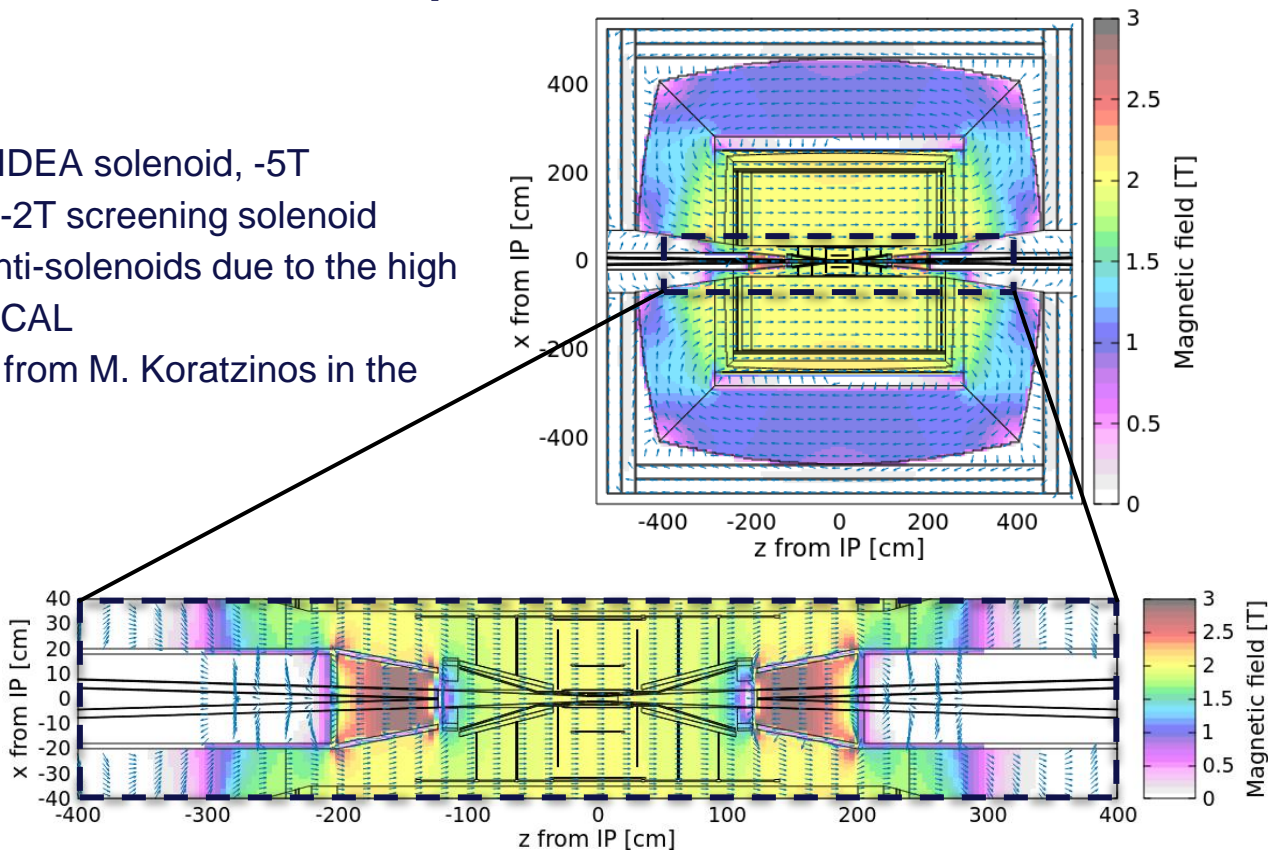 IDEA solenoid, -5T
-2T screening solenoid
nti-solenoids due to the high
CAL
from M. Koratzinos in the
400
200
0
-200
-400
x from IP [cm]
-400 -200 0 200 400
z from IP [cm]
3
2.5
2
1.5
1
0.5
0
Magnetic field [T]
40
30
20
10
0
-10
-20
-30
-40
x from IP [cm]
-400 -300 -200 -100 0 100 200 300 400
z from IP [cm]
3
2.5
2
1.5
1
0.5
0
Magnetic field [T]